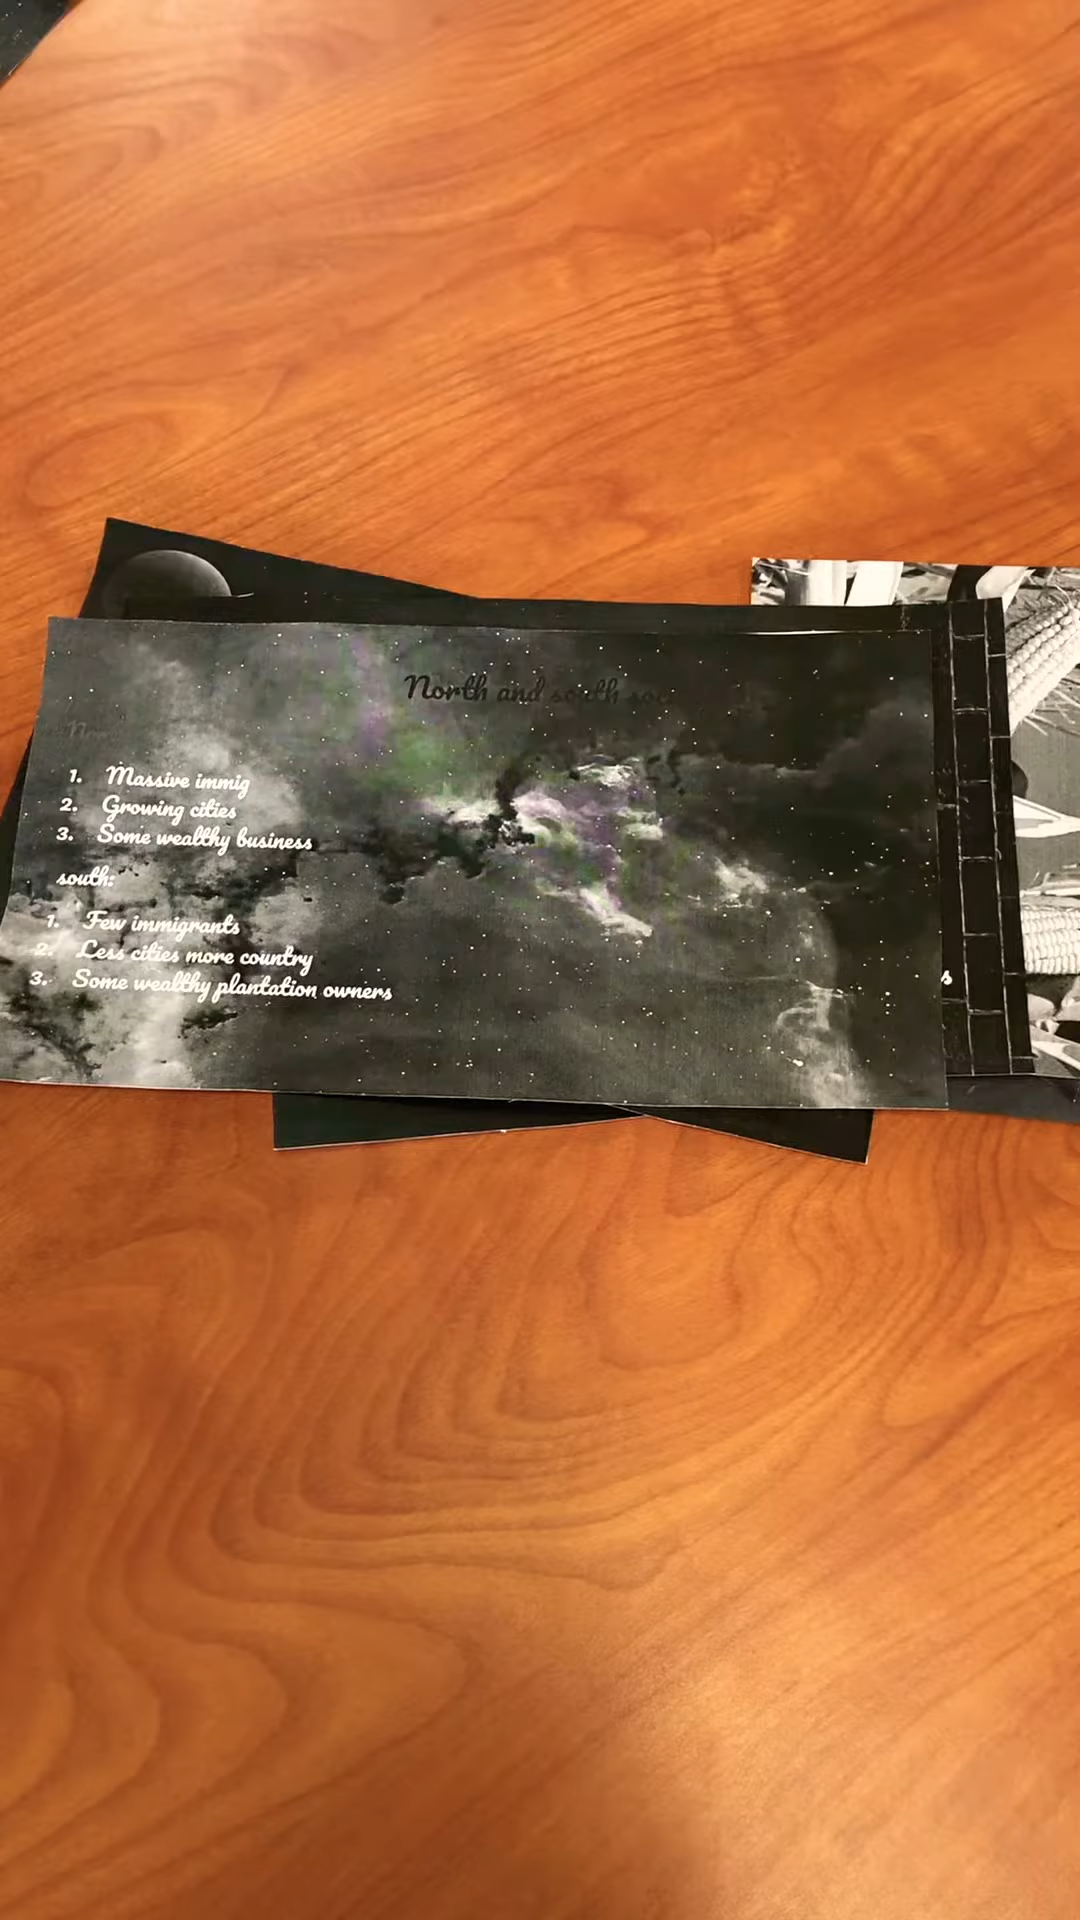 North and south
1. Massive immig
2. Growing cities
3. Some wealthy business
south:
1. Few immigrants
2. Less cities more country
3. Some wealthy plantation owners
s